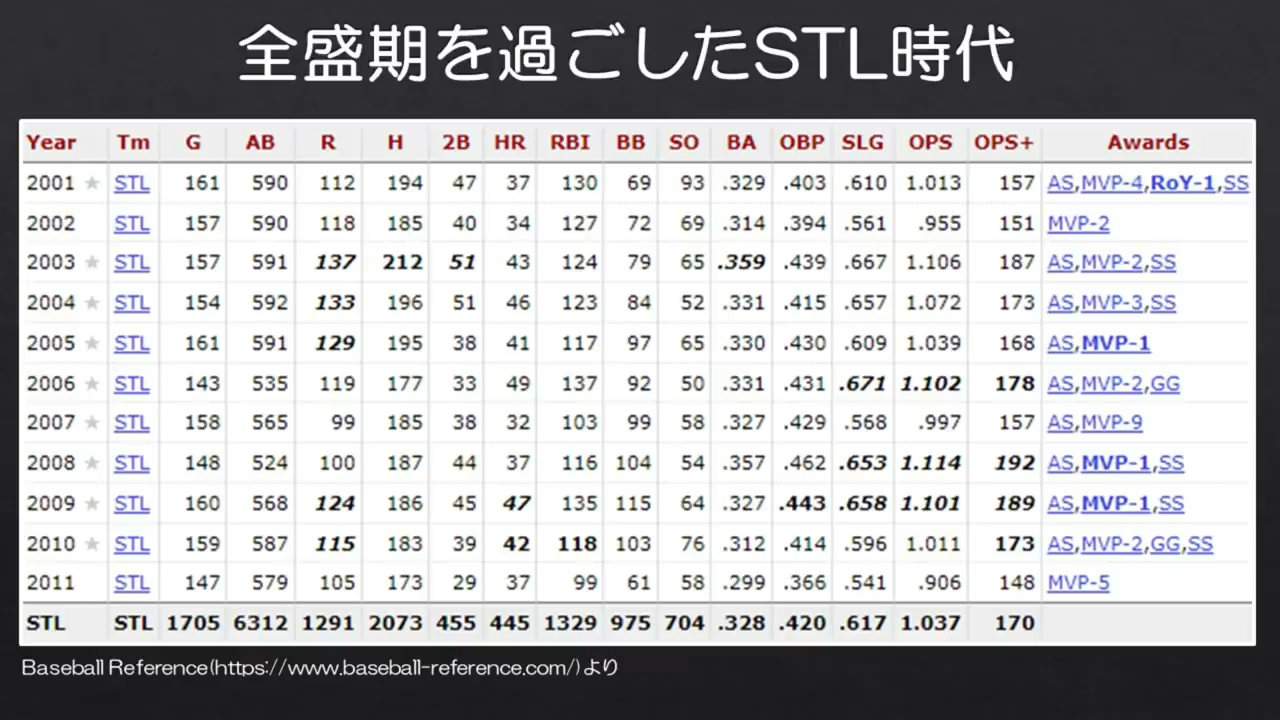 全盛期を過ごしたSTL時代
Year Tm G AB R H 2B HR RBI BB SO BA OBP SLG OPS OPS+ Awards
2001 ★ STL 161 590 112 194 47 37 130 69 93 .329 .403 .610 1.013 157 AS,MVP-4,RoY-1,SS
2002 STL 157 590 118 185 40 34 127 72 69 .314 .394 .561 .955 151 MVP-2
2003 ★ STL 157 591 137 212 51 43 124 79 65 .359 .439 .667 1.106 187 AS,MVP-2,SS
2004 ★ STL 154 592 133 196 51 46 123 84 52 .331 .415 .657 1.072 173 AS,MVP-3,SS
2005 ★ STL 161 591 129 195 38 41 117 97 65 .330 .430 .609 1.039 168 AS,MVP-1
2006 ★ STL 143 535 119 177 33 49 137 92 50 .331 .431 .671 1.102 178 AS,MVP-2,GG
2007 ★ STL 158 565 99 185 38 32 103 99 58 .327 .429 .568 .997 157 AS,MVP-9
2008 ★ STL 148 524 100 187 44 37 116 104 54 .357 .462 .653 1.114 192 AS,MVP-1,SS
2009 ★ STL 160 568 124 186 45 47 135 115 64 .327 .443 .658 1.101 189 AS,MVP-1,SS
2010 ★ STL 159 587 115 183 39 42 118 103 76 .312 .414 .596 1.011 173 AS,MVP-2,GG,SS
2011 STL 147 579 105 173 29 37 99 61 58 .299 .366 .541 .906 148 MVP-5
STL STL 1705 6312 1291 2073 455 445 1329 975 704 .328 .420 .617 1.037 170
Baseball Reference(https://www.baseball-reference.com/)より